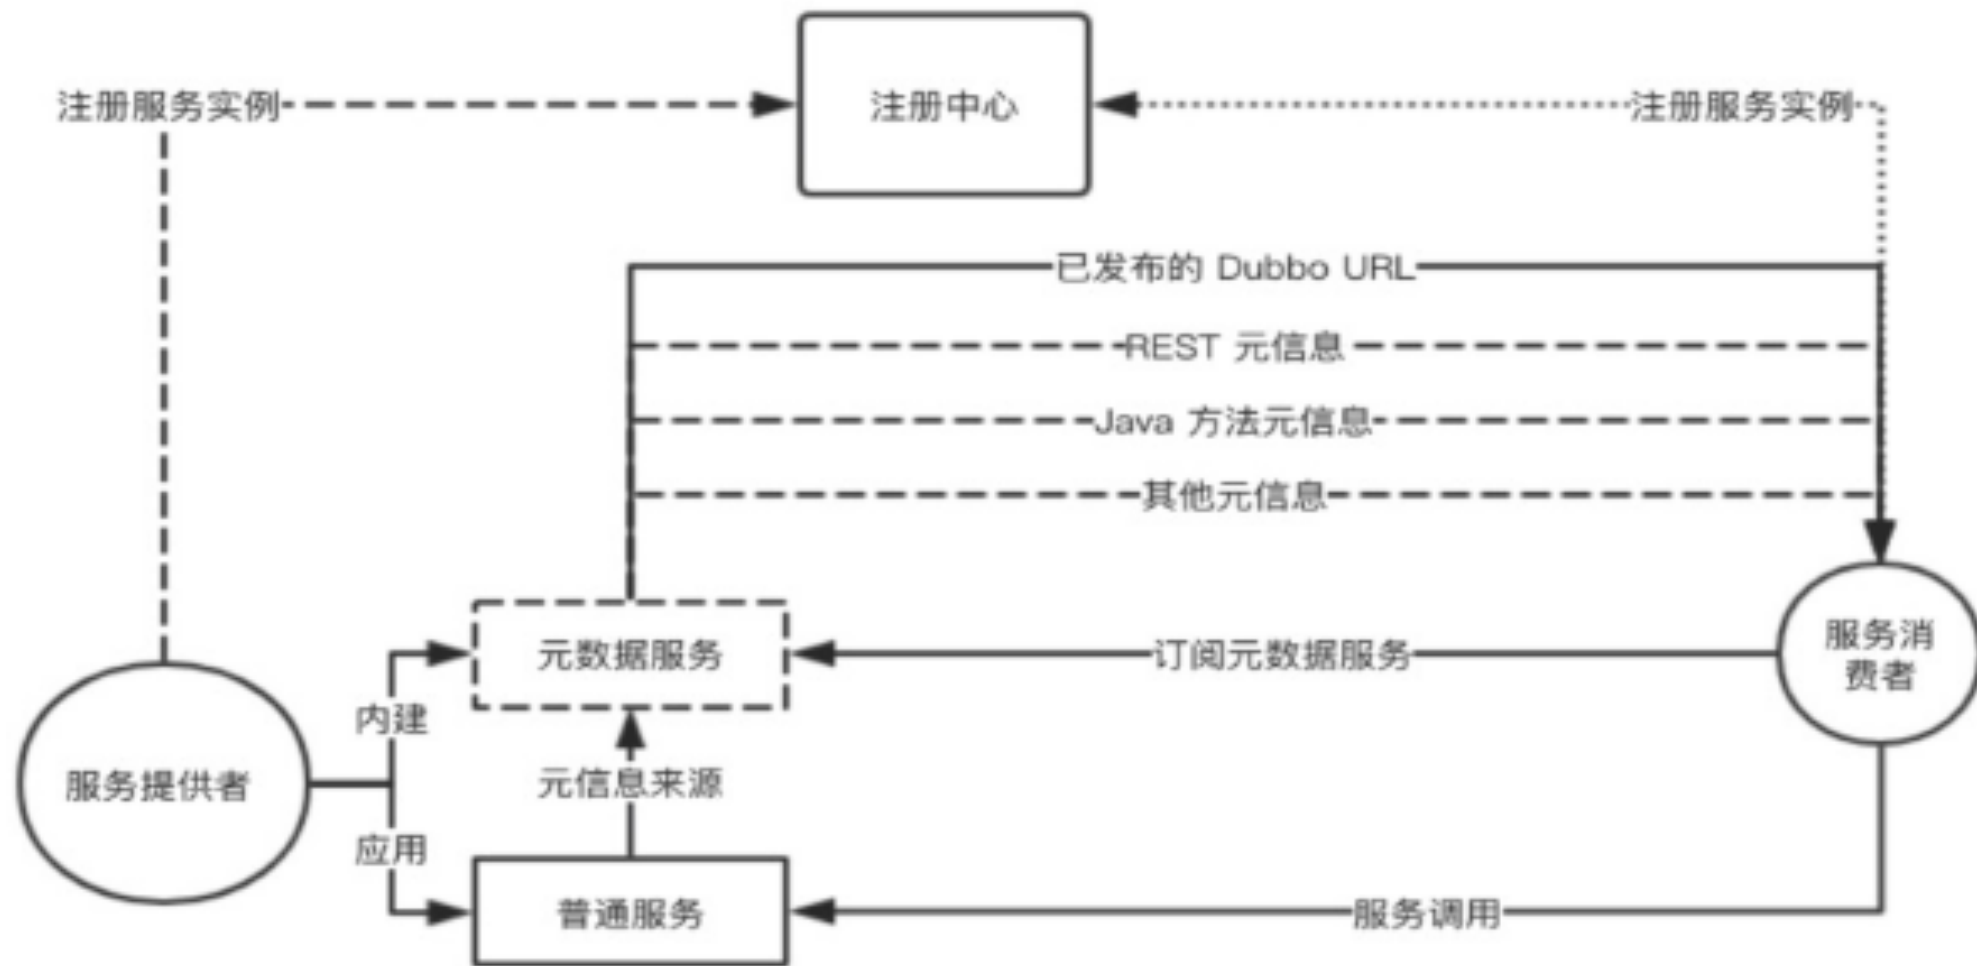 注册服务实例
注册中心
注册服务实例
已发布的 Dubbo URL
REST 元信息
Java 方法元信息
其他元信息
元数据服务
订阅元数据服务
服务消
费者
内建
服务提供者
元信息来源
应用
普通服务
服务调用